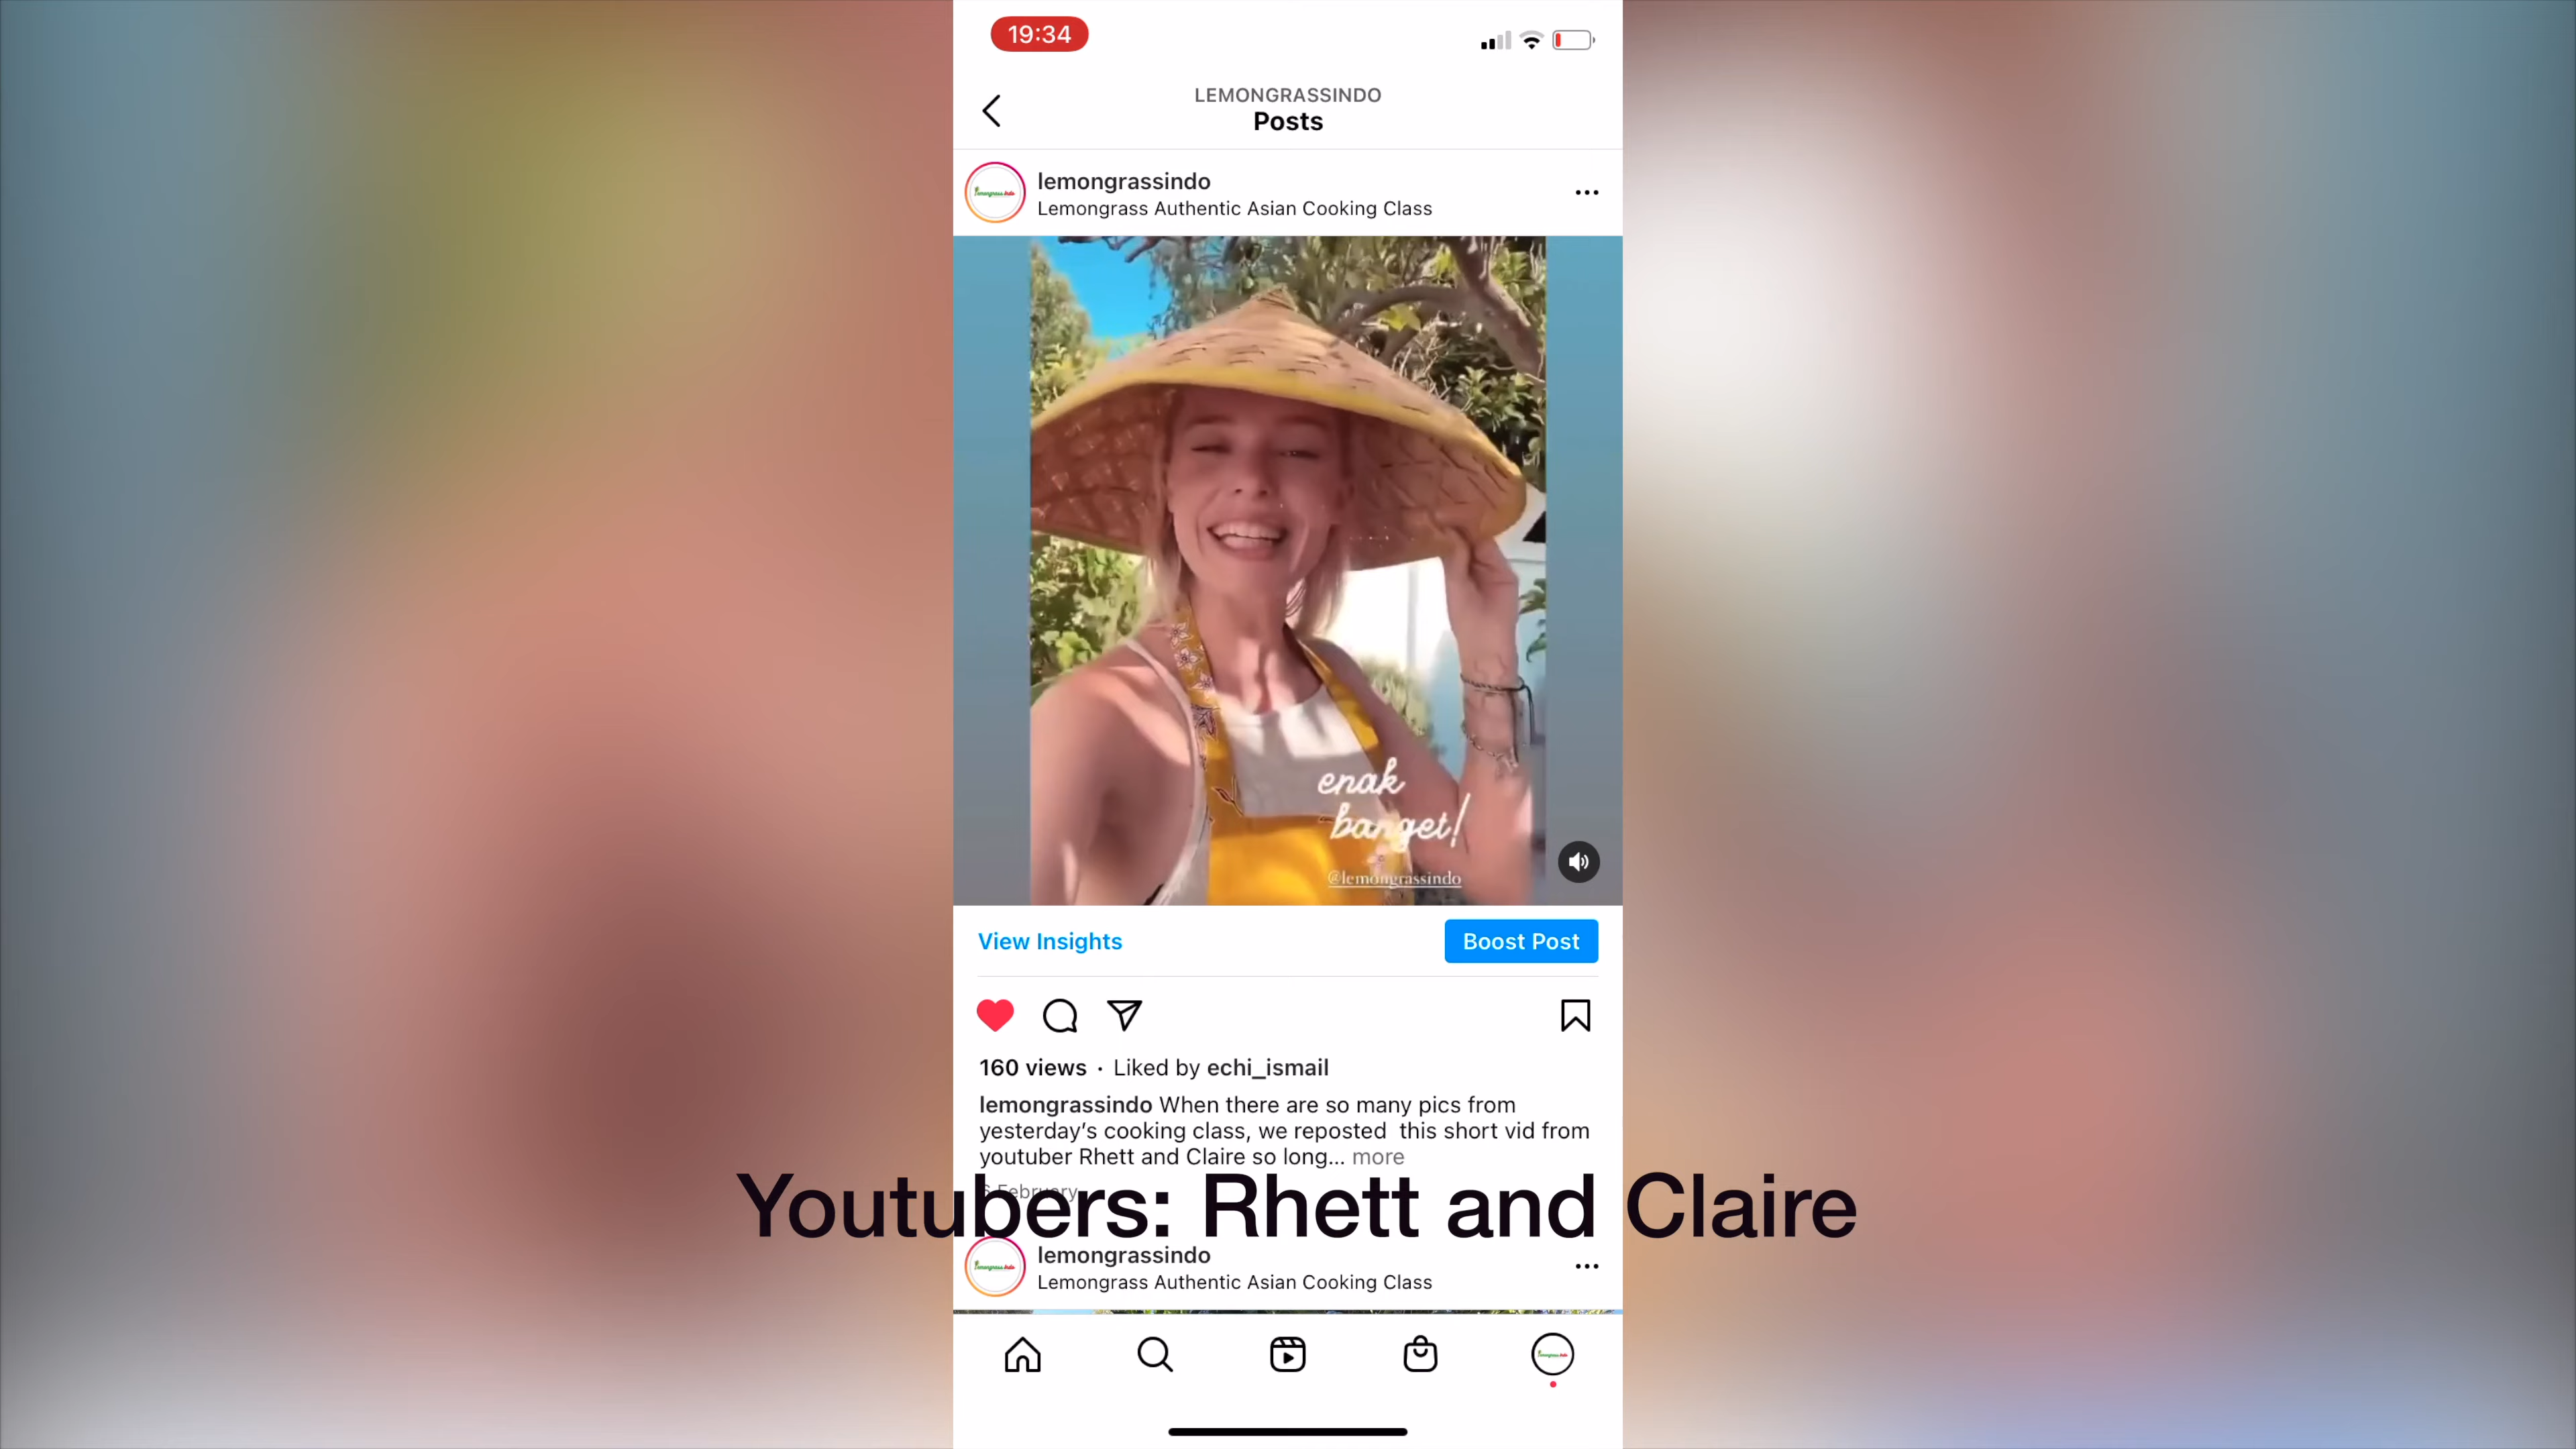 19:34
LEMONGRASSINDO
Posts
lemongrassindo
Lemongrass Authentic Asian Cooking Class
enak
banget!
@lemongrassindo
View Insights
Boost Post
160 views · Liked by echi_ismail
lemongrassindo When there are so many pics from
yesterday's cooking class, we reposted this short vid from
youtuber Rhett and Claire so long... more
6 February
Youtubers: Rhett and Claire
lemongrassindo
Lemongrass Authentic Asian Cooking Class